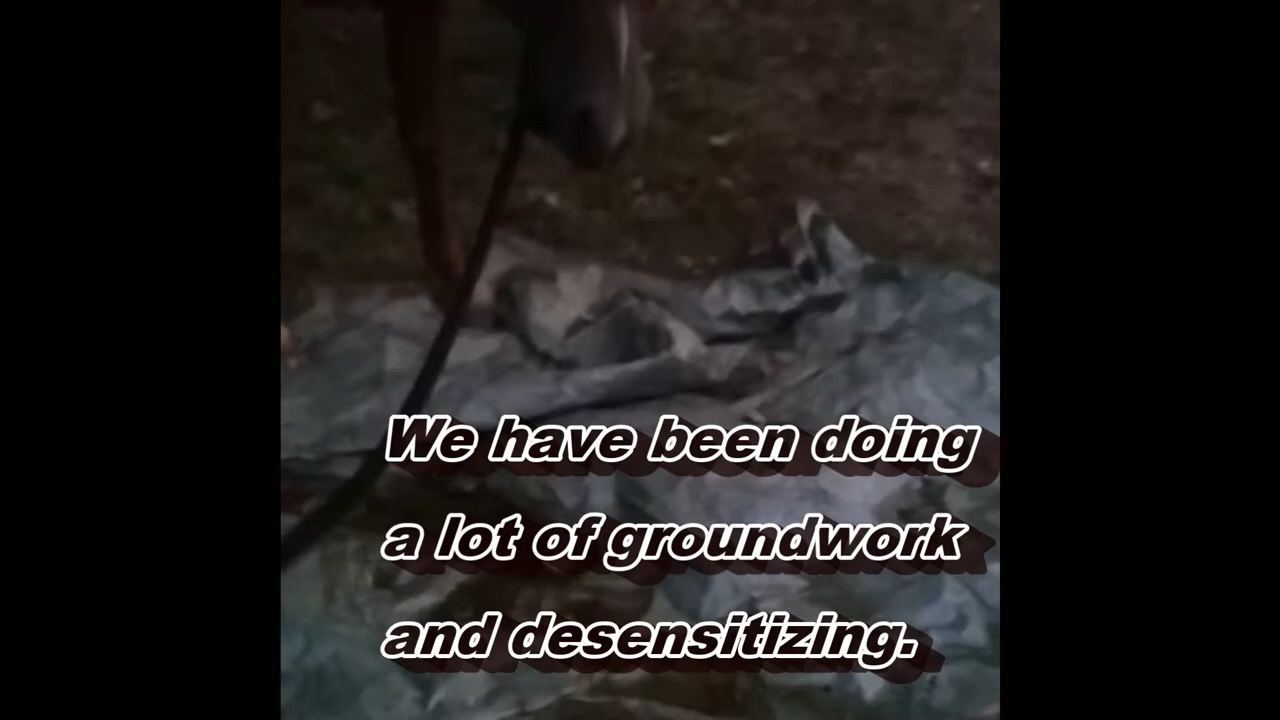 We have been doing
a lot of groundwork
and desensitizing.